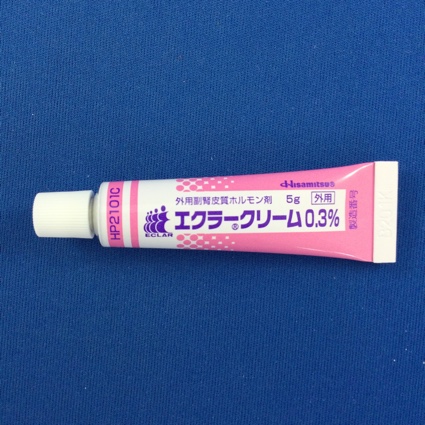 HP2101C
Hisamitsu®
外用副腎皮質ホルモン剤 5g 外用
エクラー®クリーム0.3%
ECLAR
製造番号